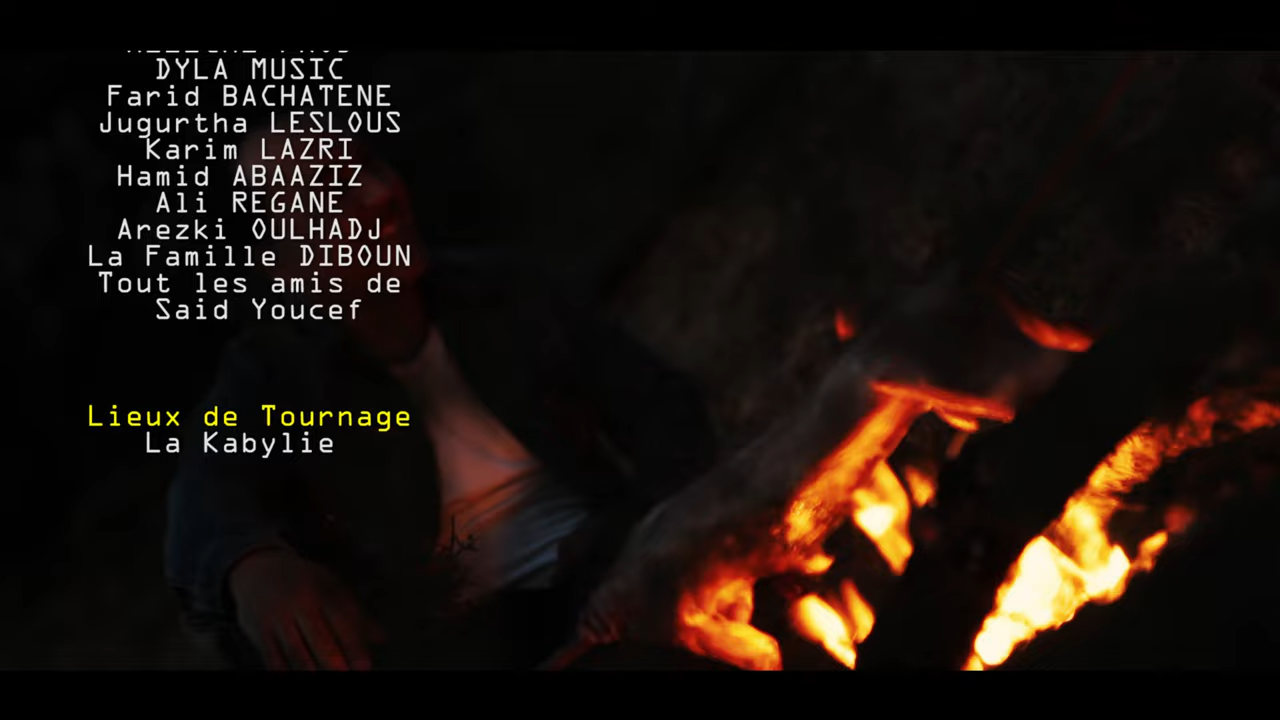 DYLA MUSIC
Farid BACHATENE
Jugurtha LESLOUS
Karim LAZRI
Hamid ABAAZIZ
Ali REGANE
Arezki OULHADJ
La Famille DIBOUN
Tout les amis de
Said Youcef
Lieux de Tournage
La Kabylie